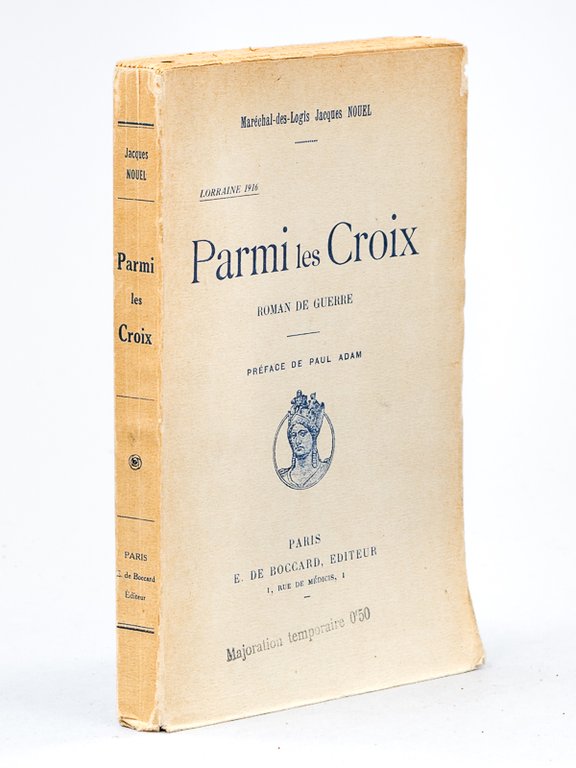 Jacques
NOUEL
Parmi
les
Croix
PARIS
E. de Boccard
Éditeur
Maréchal-des-Logis Jacques NOUEL
LORRAINE 1916
Parmi les Croix
ROMAN DE GUERRE
PRÉFACE DE PAUL ADAM
PARIS
E. DE BOCCARD, EDITEUR
1, RUE DE MÉDICIS, 1
Majoration temporaire 0'50